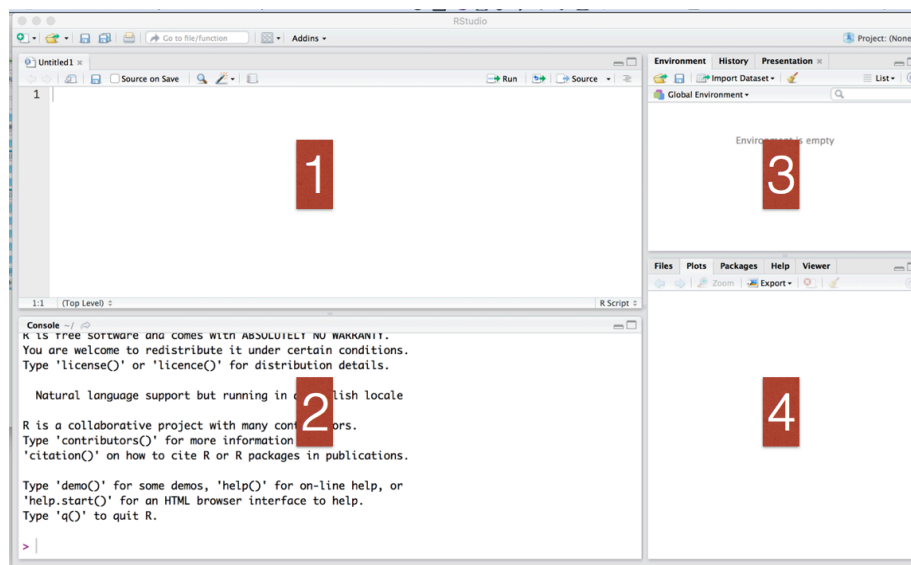 RStudio
Go to file/function
Addins
Project: (None
Untitled1
Source on Save
Run
Source
1
1
1:1 (Top Level)
R Script
Console ~/
R is free software and comes with ABSOLUTELY NO WARRANTY.
You are welcome to redistribute it under certain conditions.
Type 'license()' or 'licence()' for distribution details.
Natural language support but running in lish locale
2
R is a collaborative project with many con ors.
Type 'contributors()' for more information
'citation()' on how to cite R or R packages in publications.
Type 'demo()' for some demos, 'help()' for on-line help, or
'help.start()' for an HTML browser interface to help.
Type 'q()' to quit R.
>
Environment History Presentation
Import Dataset
List
Global Environment
Environment is empty
3
Files Plots Packages Help Viewer
Zoom
Export
4